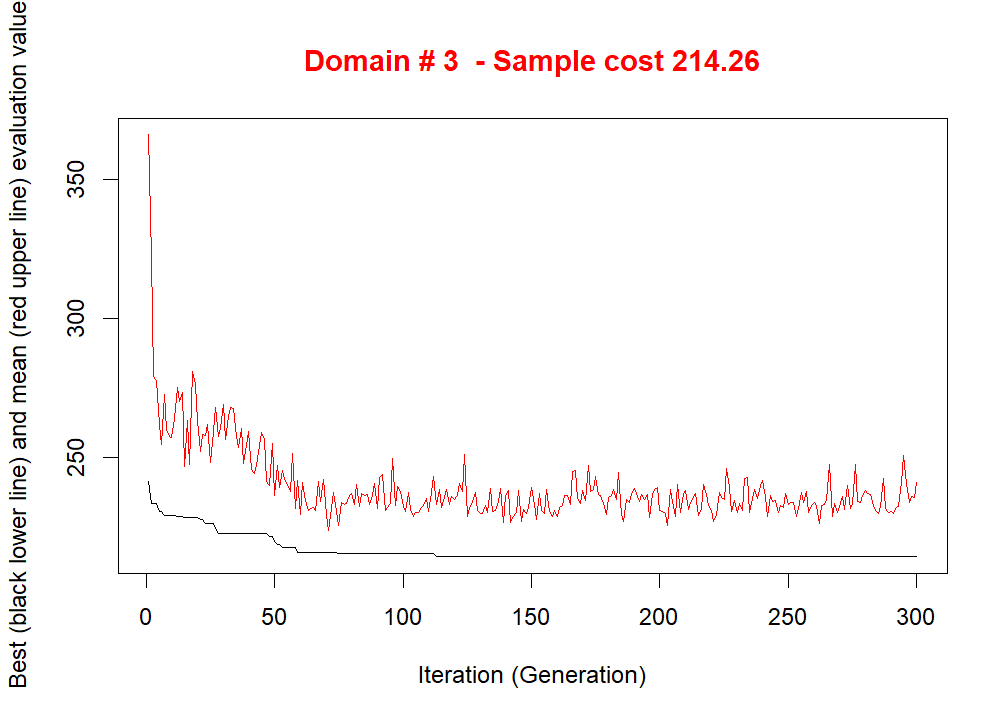 Domain # 3  - Sample cost 214.26
Best (black lower line) and mean (red upper line) evaluation value
350
300
250
0 50 100 150 200 250 300
Iteration (Generation)